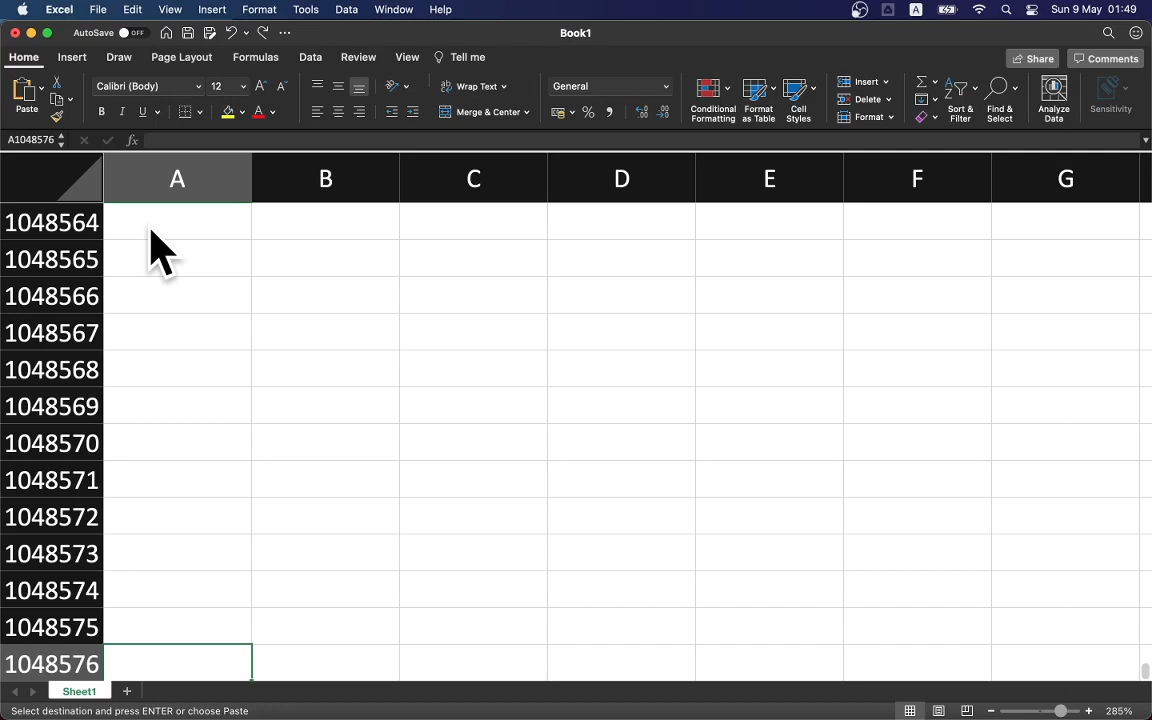 Excel File Edit View Insert Format Tools Data Window Help A Sun 9 May 01:49
AutoSave OFF Book1
Home Insert Draw Page Layout Formulas Data Review View Tell me Share Comments
Paste Calibri (Body) 12 A A Wrap Text General Conditional Formatting Format as Table Cell Styles Insert Sort & Filter Find & Select Analyze Data Sensitivity
Delete
B I U A Merge & Center % Format
A1048576 fx
A B C D E F G
1048564
1048565
1048566
1048567
1048568
1048569
1048570
1048571
1048572
1048573
1048574
1048575
1048576
Sheet1 +
Select destination and press ENTER or choose Paste 285%